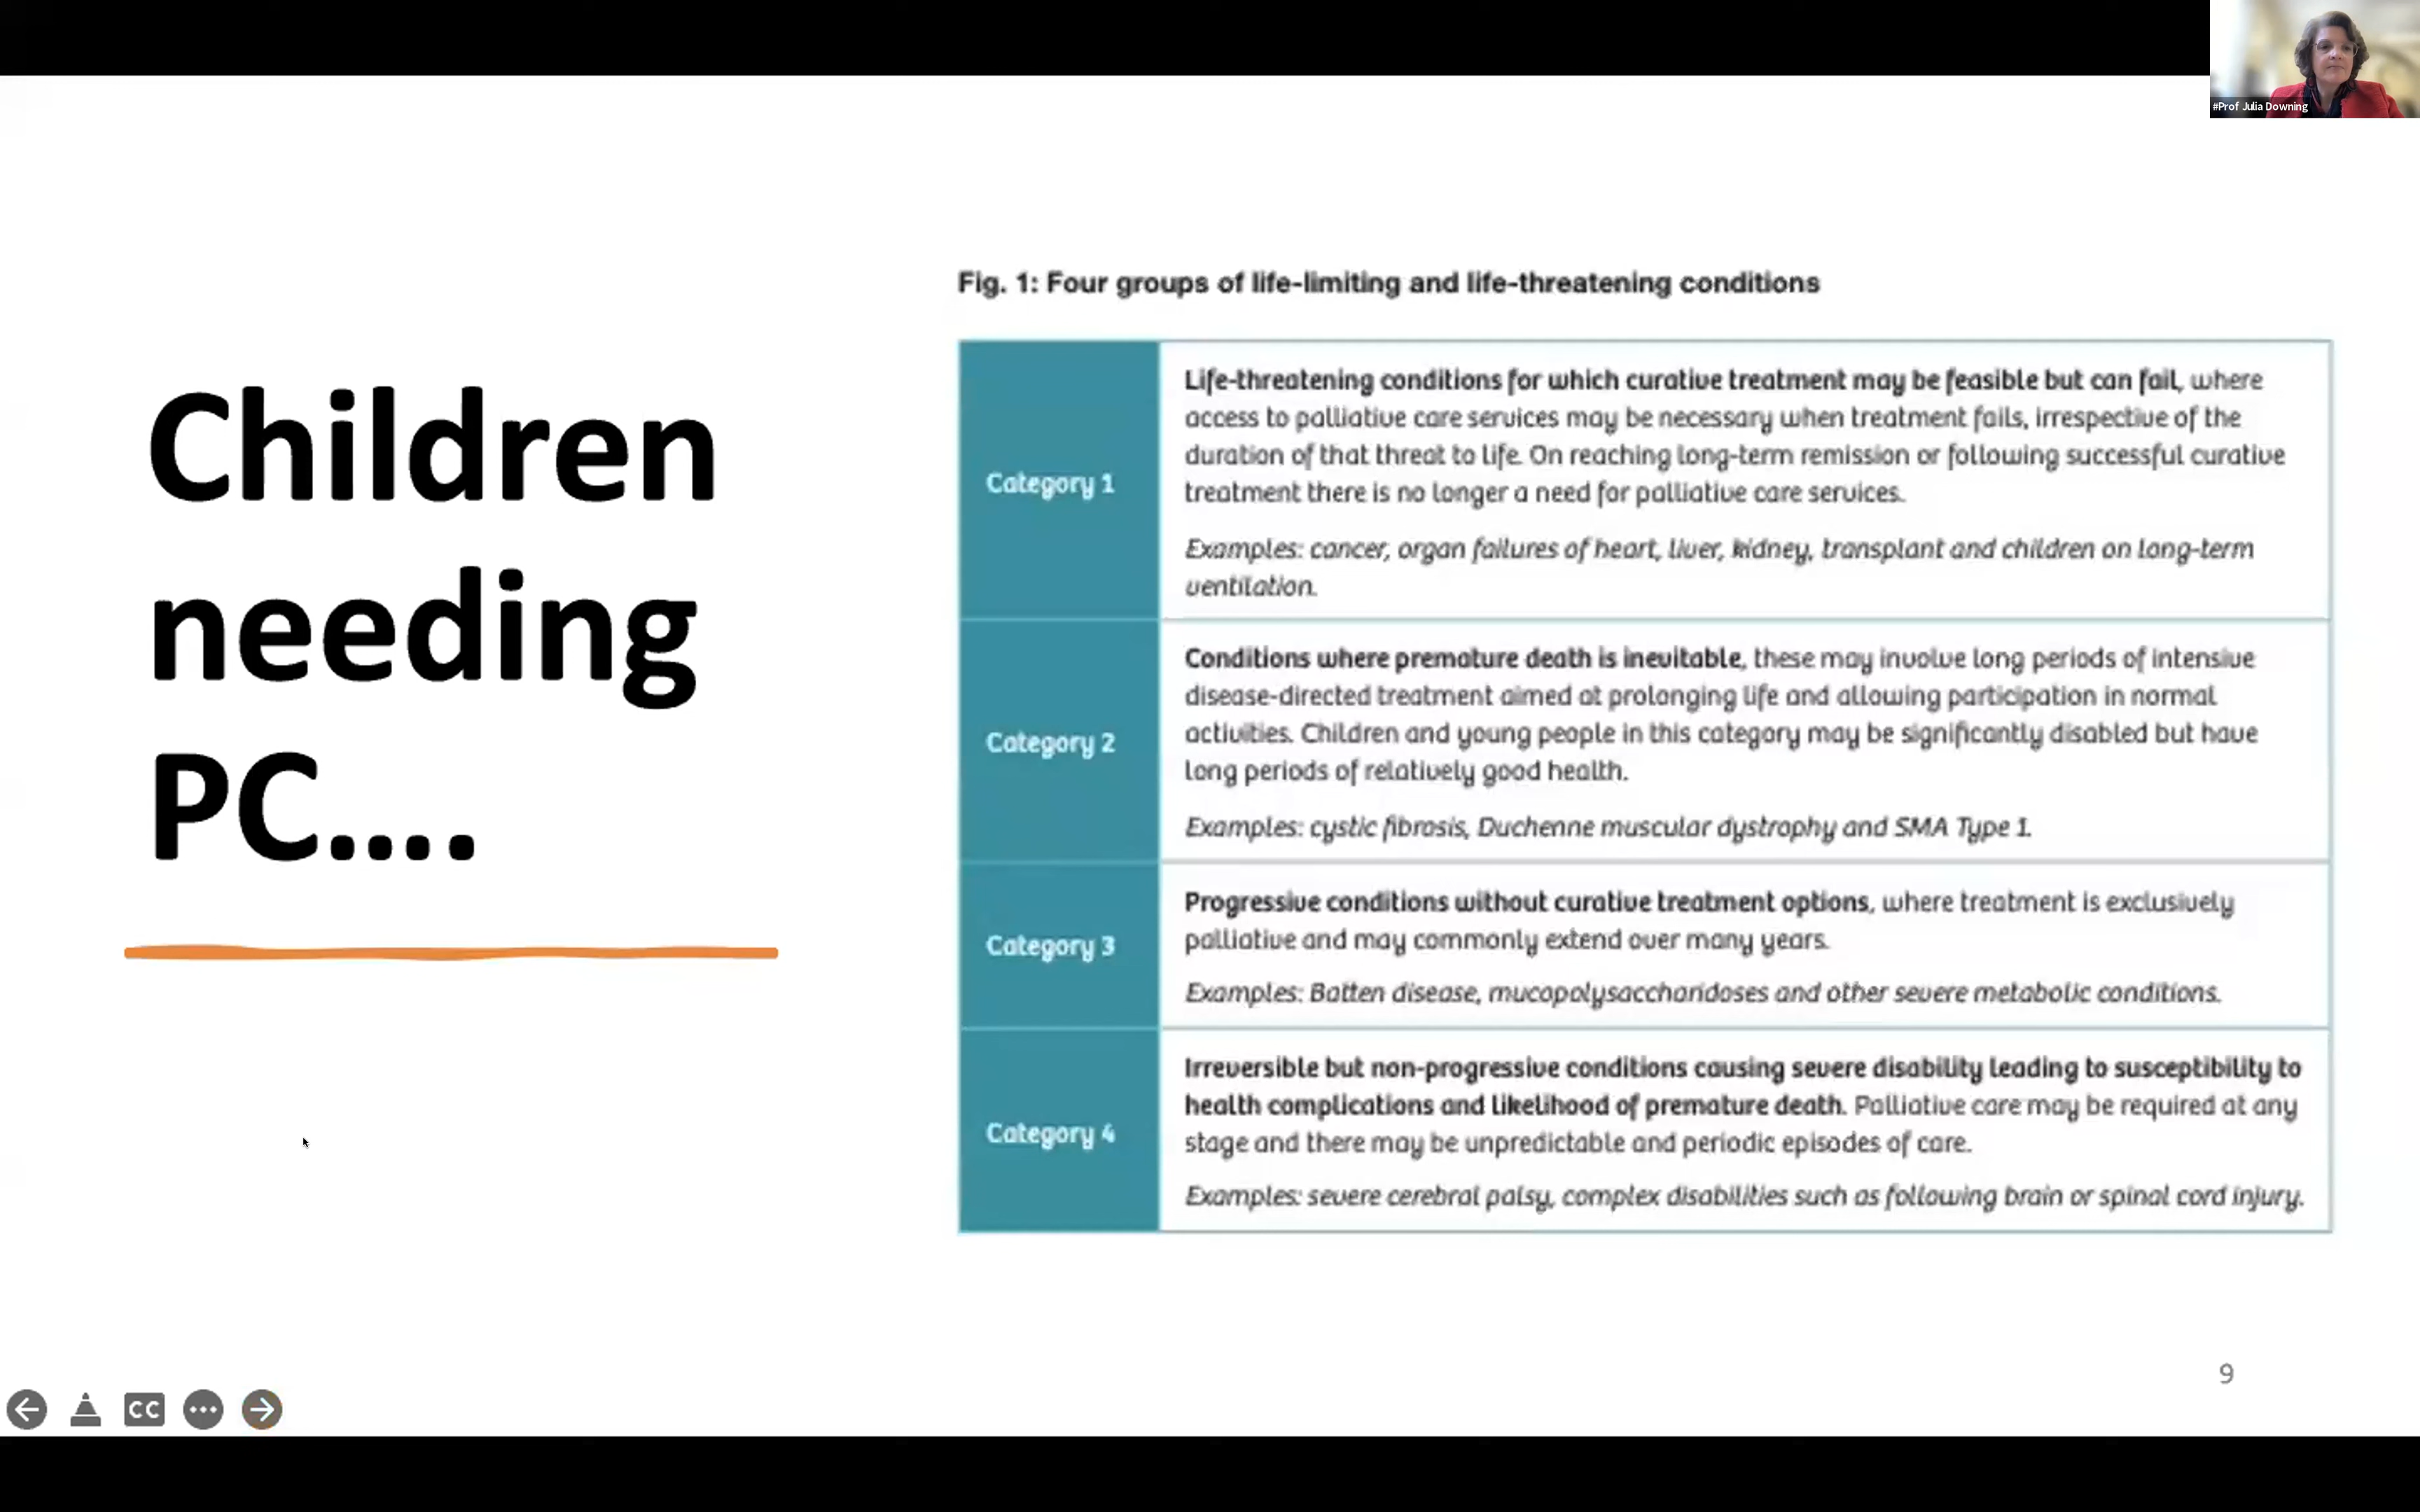 #Prof Julia Downing
Children
needing
PC....
Fig. 1: Four groups of life-limiting and life-threatening conditions
Category 1
Life-threatening conditions for which curative treatment may be feasible but can fail, where
access to palliative care services may be necessary when treatment fails, irrespective of the
duration of that threat to life. On reaching long-term remission or following successful curative
treatment there is no longer a need for palliative care services.
Examples: cancer, organ failures of heart, liver, kidney, transplant and children on long-term
ventilation.
Category 2
Conditions where premature death is inevitable, these may involve long periods of intensive
disease-directed treatment aimed at prolonging life and allowing participation in normal
activities. Children and young people in this category may be significantly disabled but have
long periods of relatively good health.
Examples: cystic fibrosis, Duchenne muscular dystrophy and SMA Type 1.
Category 3
Progressive conditions without curative treatment options, where treatment is exclusively
palliative and may commonly extend over many years.
Examples: Batten disease, mucopolysaccharidoses and other severe metabolic conditions.
Category 4
Irreversible but non-progressive conditions causing severe disability leading to susceptibility to
health complications and likelihood of premature death. Palliative care may be required at any
stage and there may be unpredictable and periodic episodes of care.
Examples: severe cerebral palsy, complex disabilities such as following brain or spinal cord injury.
9
CC